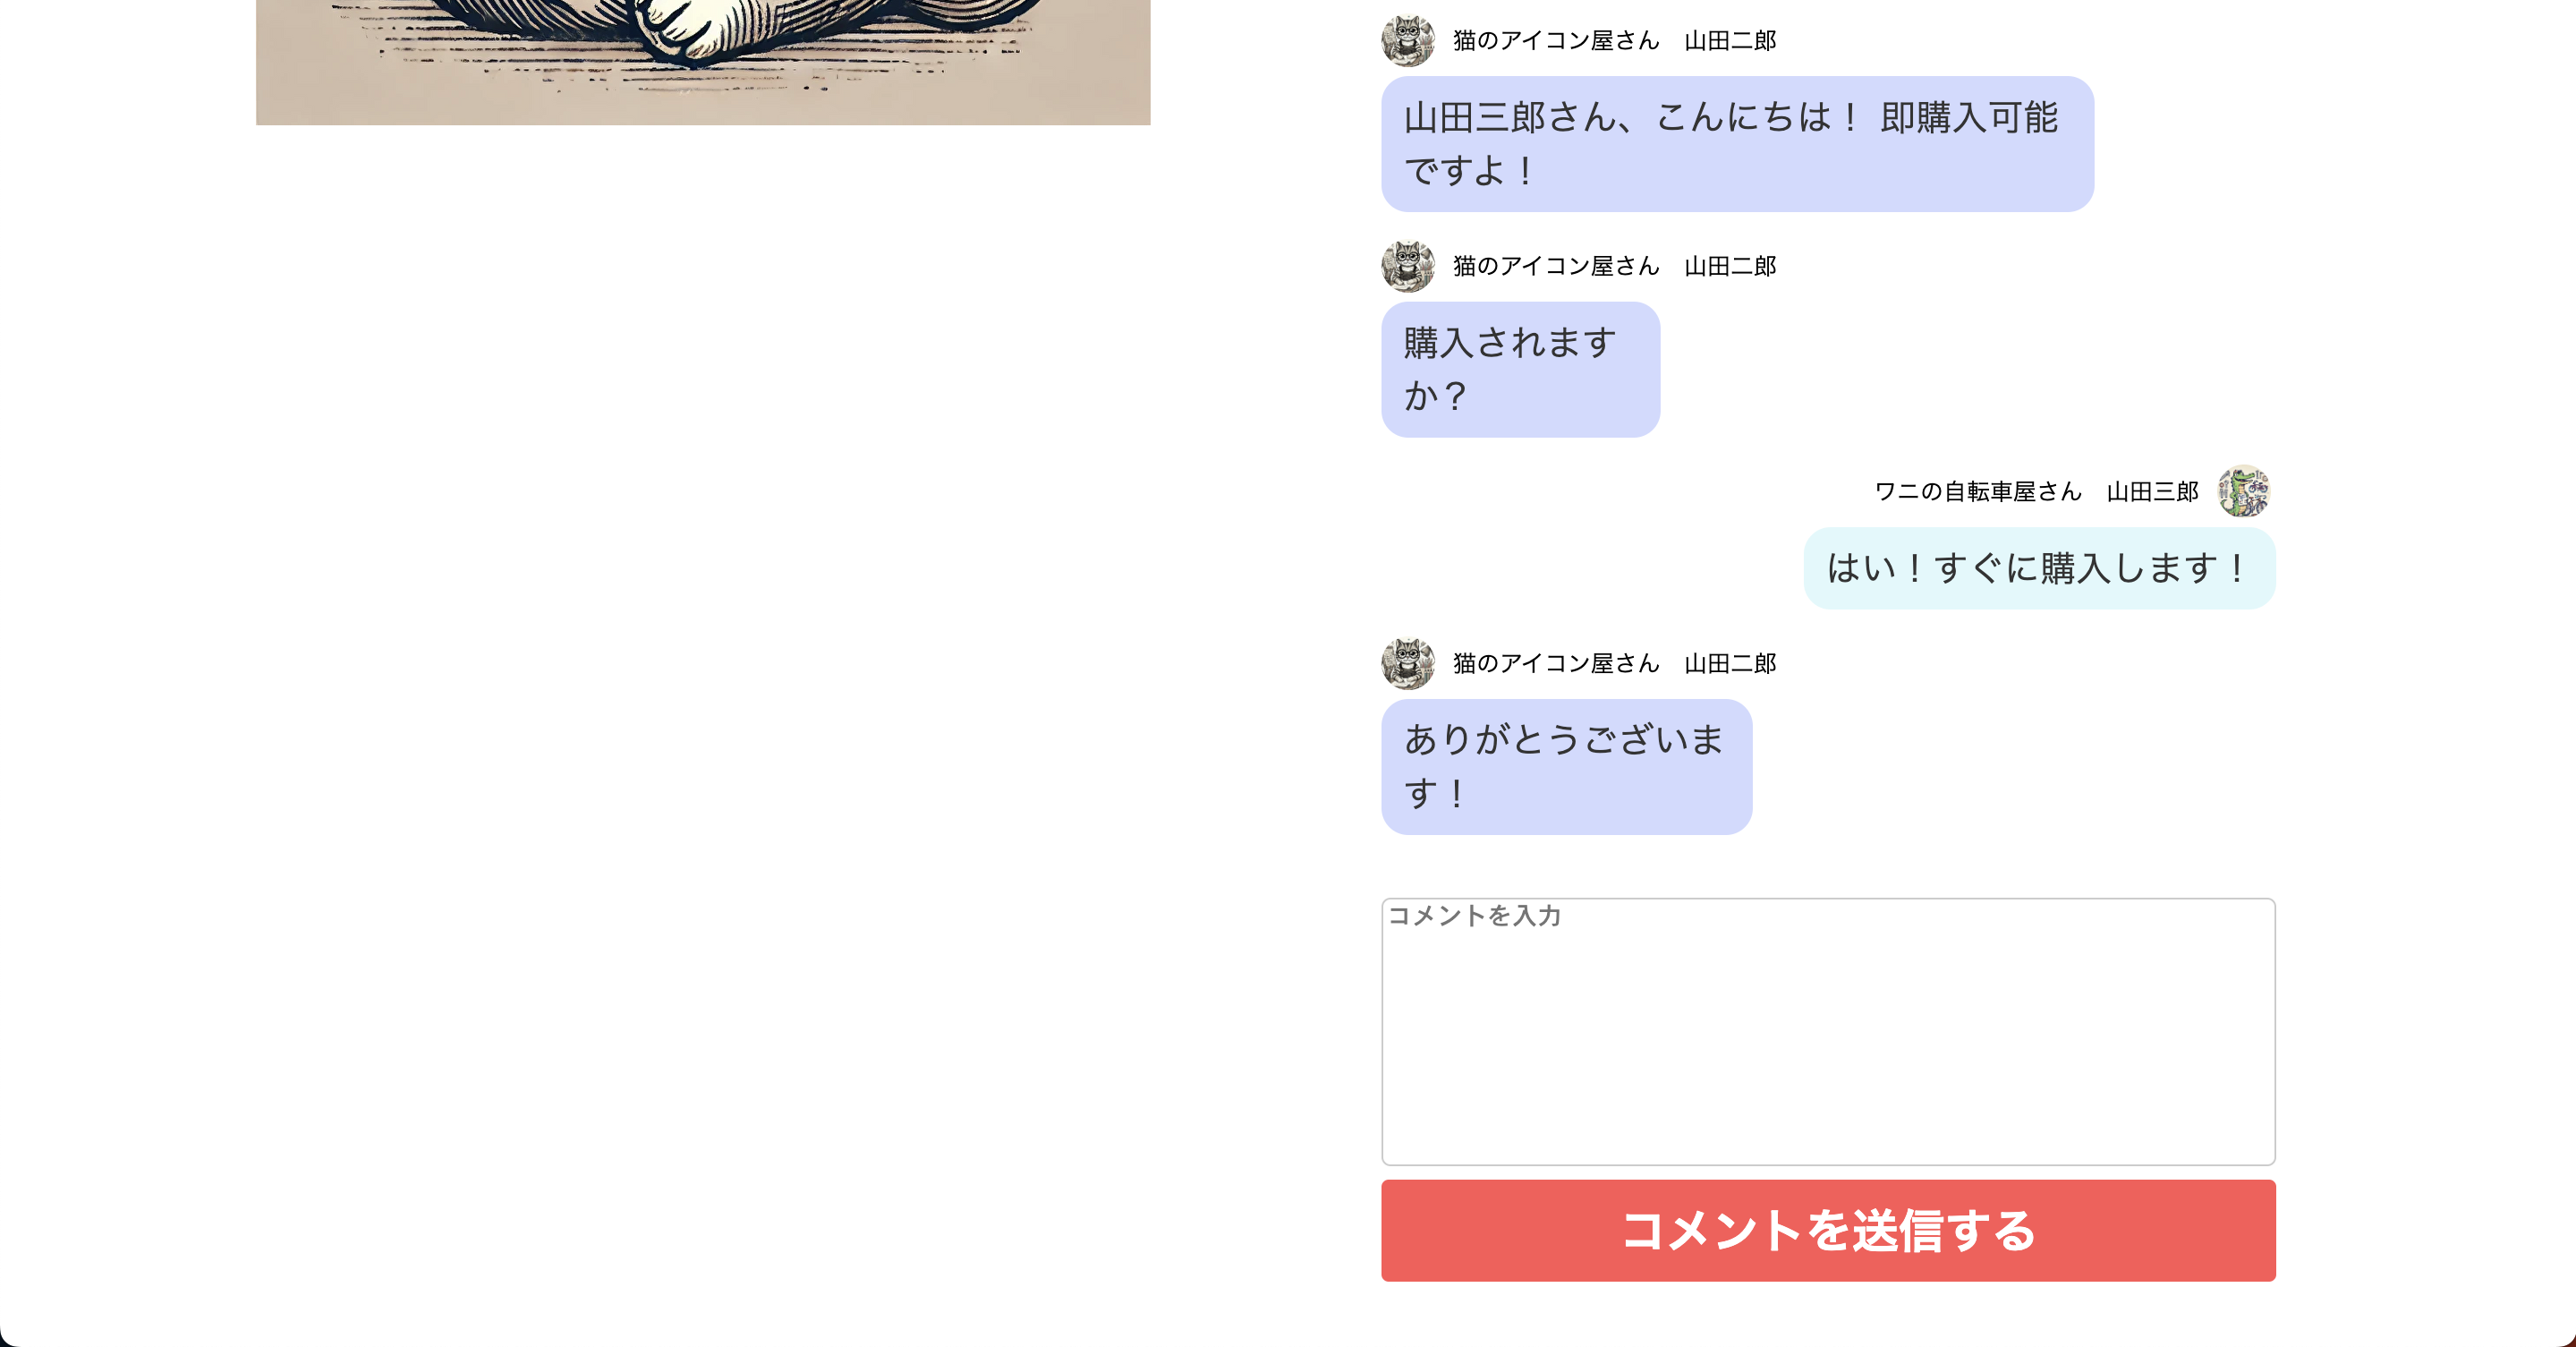 猫のアイコン屋さん　山田二郎
山田三郎さん、こんにちは！ 即購入可能
ですよ！
猫のアイコン屋さん　山田二郎
購入されます
か？
ワニの自転車屋さん　山田三郎
はい！すぐに購入します！
猫のアイコン屋さん　山田二郎
ありがとうございま
す！
コメントを入力
コメントを送信する